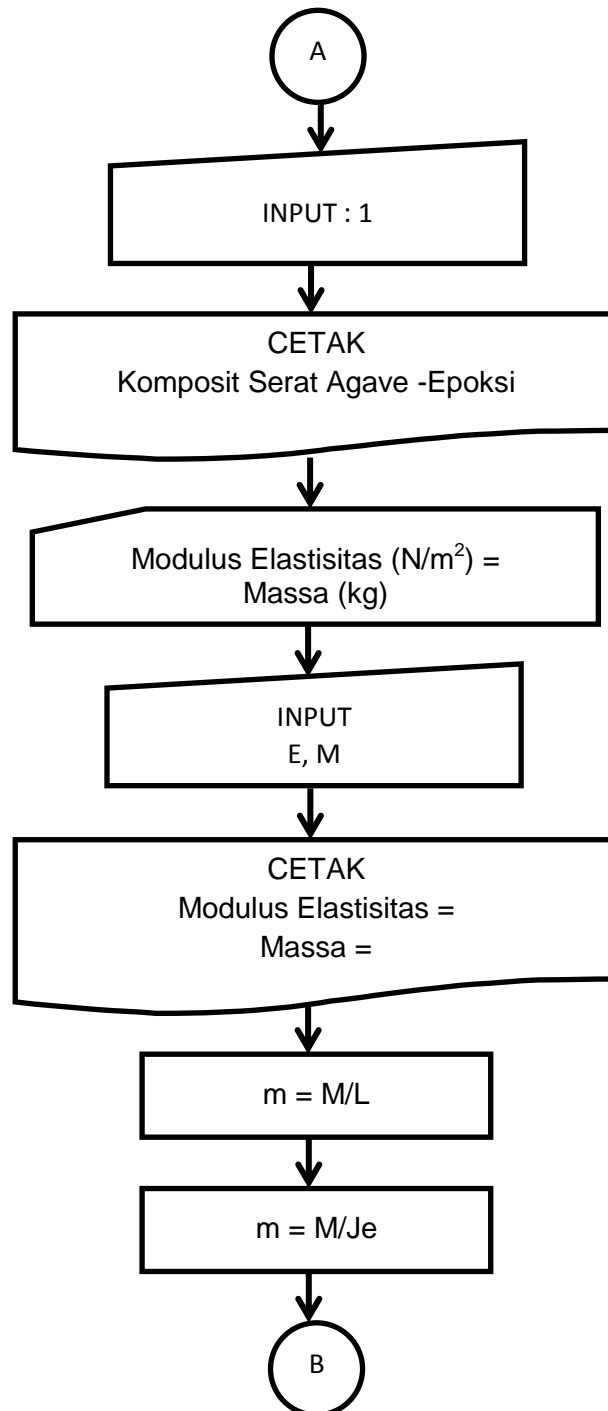 A
INPUT : 1
CETAK
Komposit Serat Agave -Epoksi
Modulus Elastisitas (N/m²) =
Massa (kg)
INPUT
E, M
CETAK
Modulus Elastisitas =
Massa =
m = M/L
m = M/Je
B